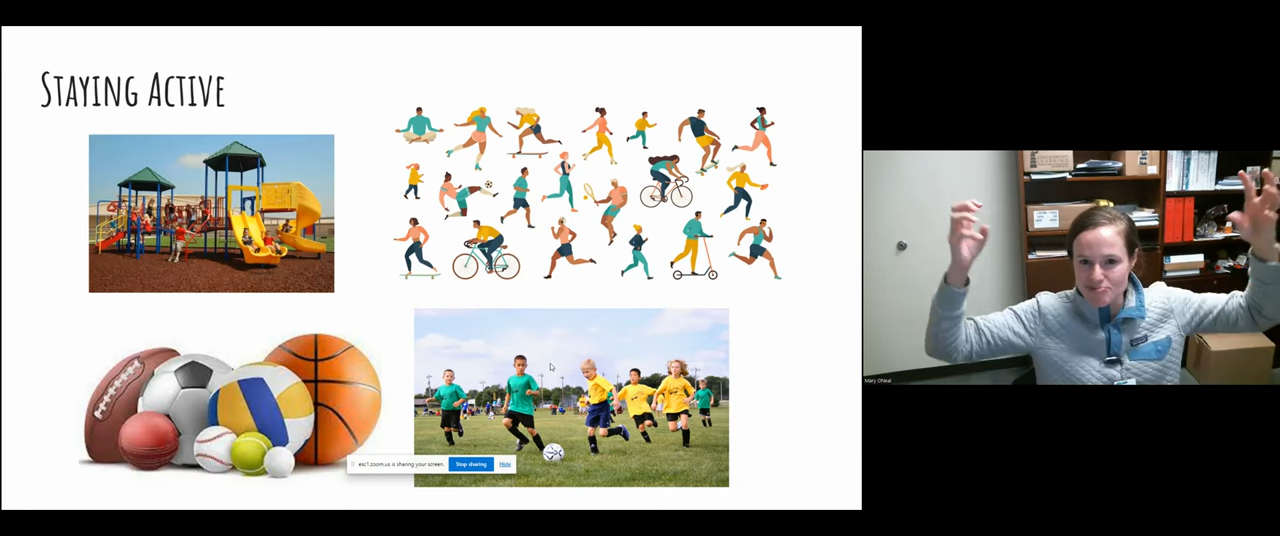 Staying Active
esc1.zoom.us is sharing your screen.
Stop sharing
Hide
Mary ONeal